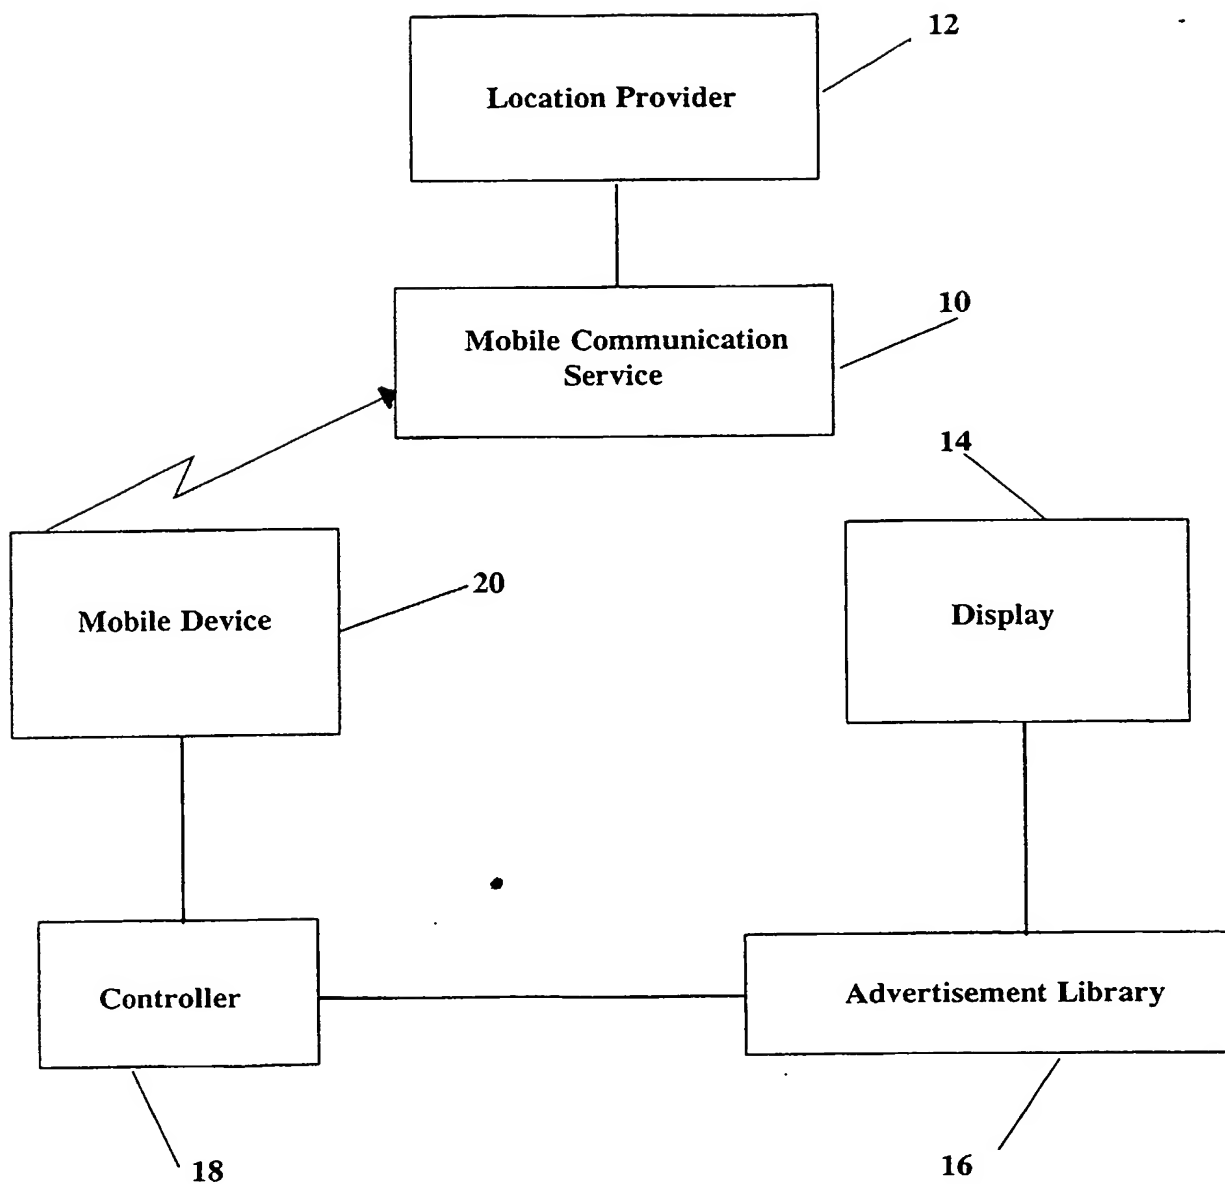 12
Location Provider
10
Mobile Communication
Service
14
20
Mobile Device
Display
Controller
Advertisement Library
18
16